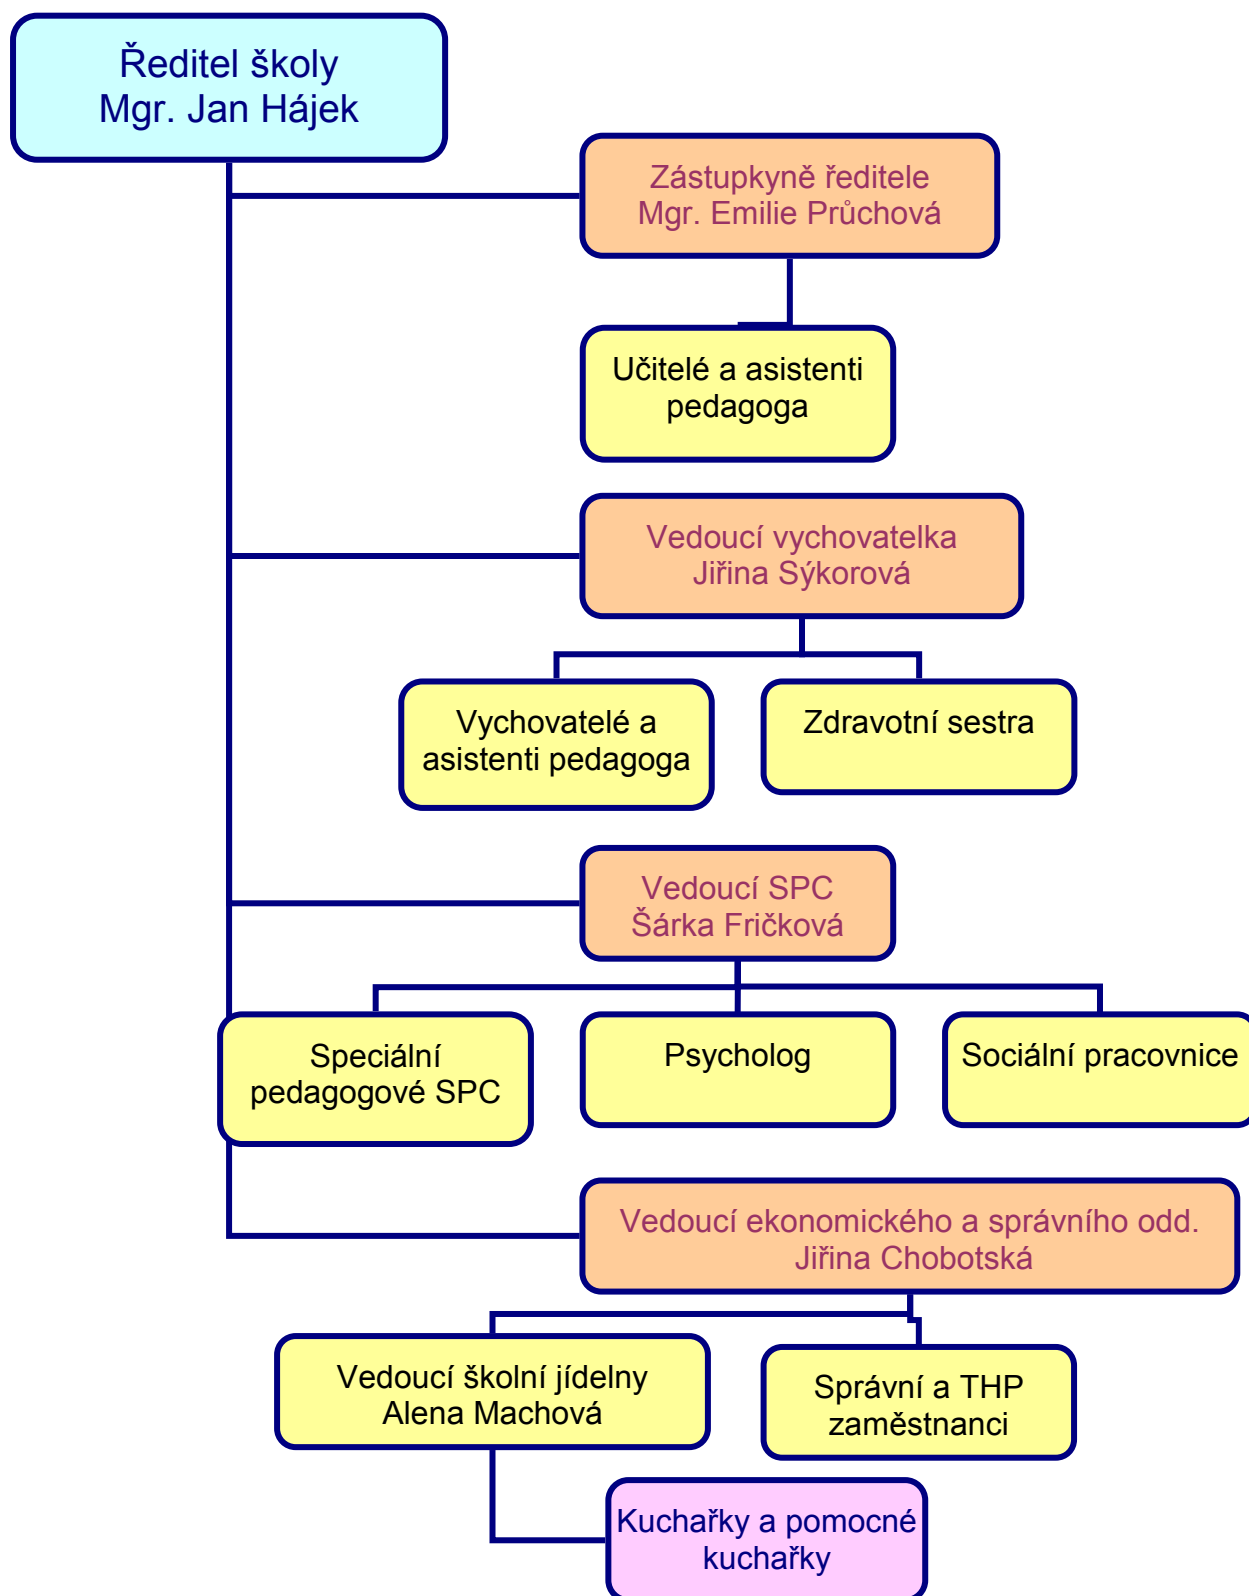 Ředitel školy
Mgr. Jan Hájek
Zástupkyně ředitele
Mgr. Emilie Průchová
Učitelé a asistenti
pedagoga
Vedoucí vychovatelka
Jiřina Sýkorová
Vychovatelé a
asistenti pedagoga
Zdravotní sestra
Vedoucí SPC
Šárka Fričková
Speciální
pedagogové SPC
Psycholog
Sociální pracovnice
Vedoucí ekonomického a správního odd.
Jiřina Chobotská
Vedoucí školní jídelny
Alena Machová
Správní a THP
zaměstnanci
Kuchařky a pomocné
kuchařky